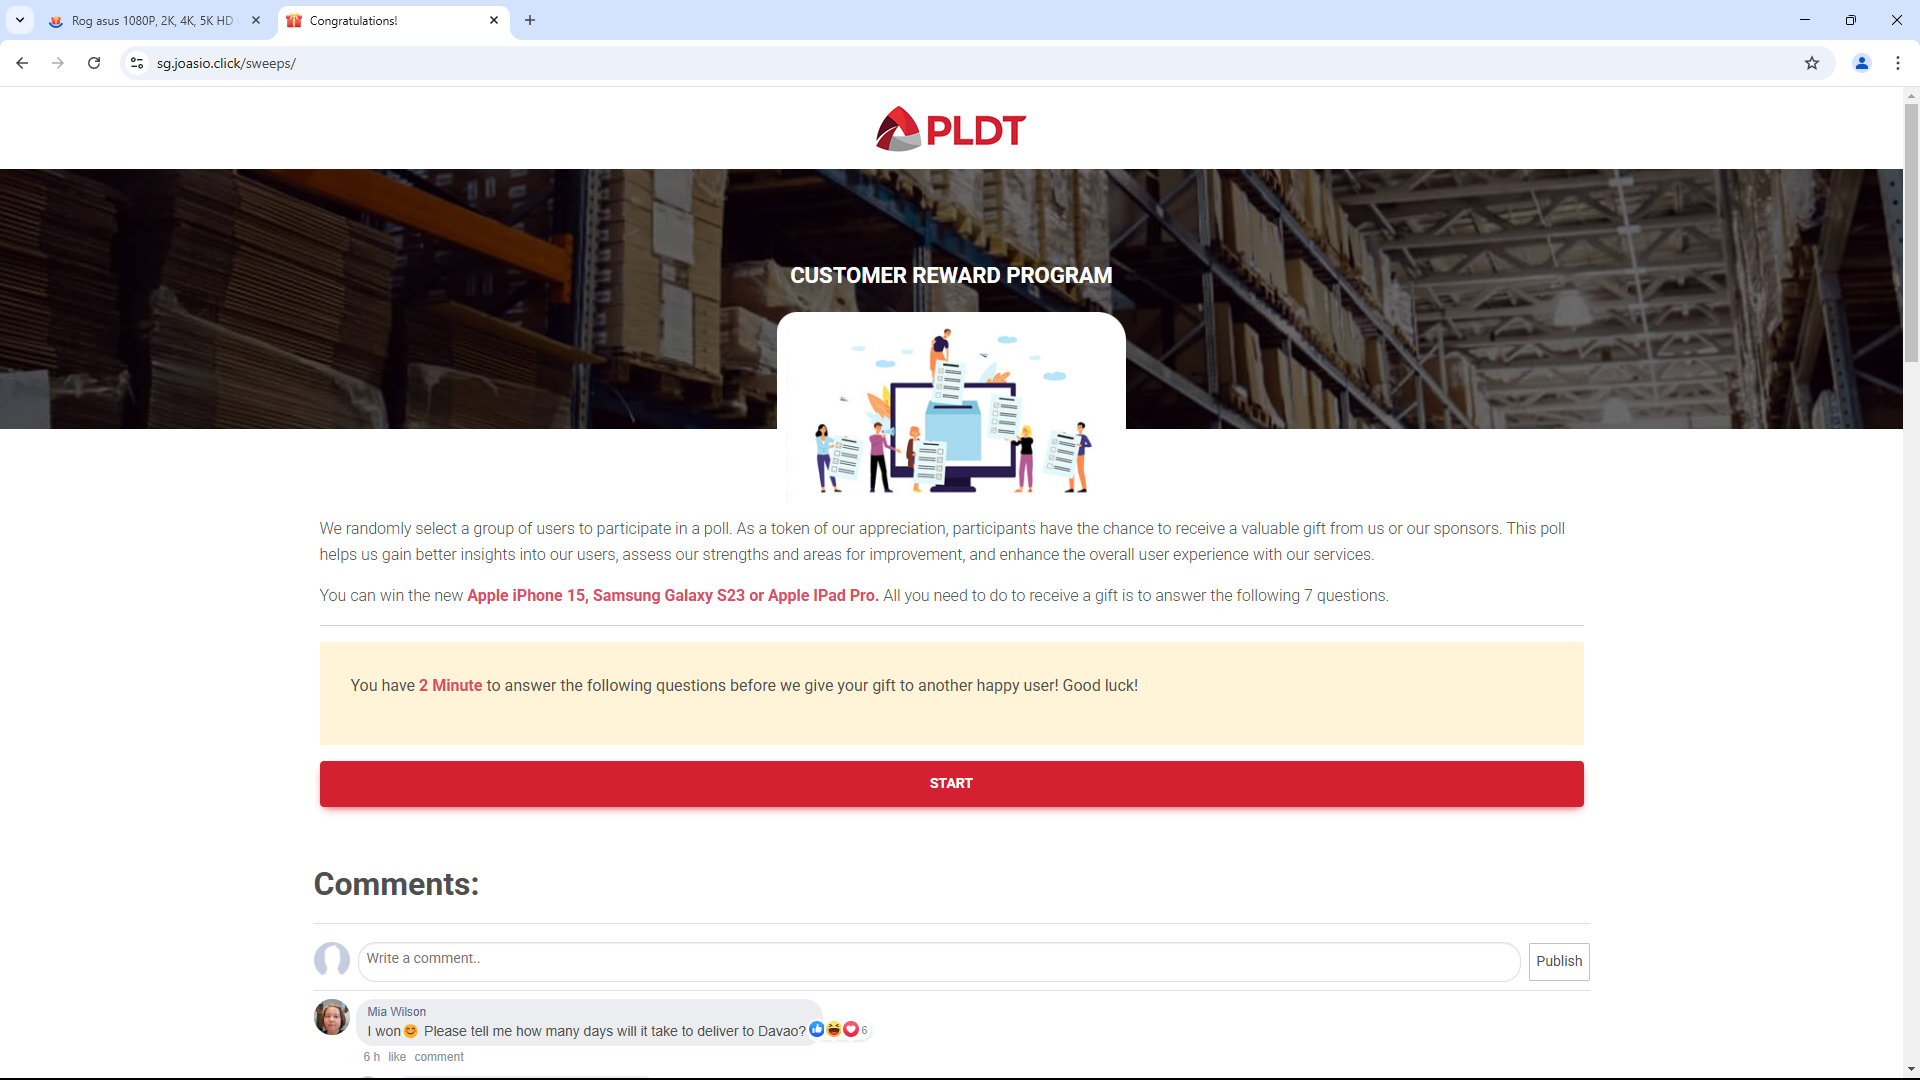 Rog asus 1080P, 2K, 4K, 5K HD
Congratulations!
sg.joasio.click/sweeps/
PLDT
CUSTOMER REWARD PROGRAM
We randomly select a group of users to participate in a poll. As a token of our appreciation, participants have the chance to receive a valuable gift from us or our sponsors. This poll
helps us gain better insights into our users, assess our strengths and areas for improvement, and enhance the overall user experience with our services.
You can win the new Apple iPhone 15, Samsung Galaxy S23 or Apple IPad Pro. All you need to do to receive a gift is to answer the following 7 questions.
You have 2 Minute to answer the following questions before we give your gift to another happy user! Good luck!
START
Comments:
Write a comment..
Publish
Mia Wilson
I won😊 Please tell me how many days will it take to deliver to Davao? 6
6 h like comment